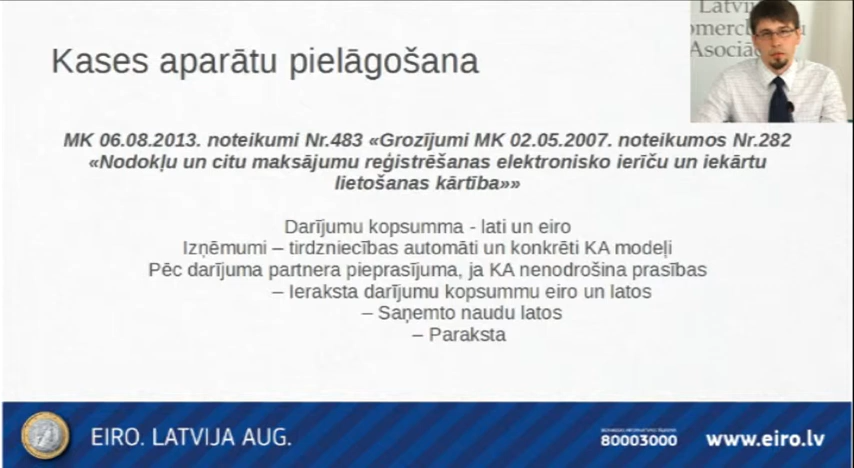 Kases aparātu pielāgošana
MK 06.08.2013. noteikumi Nr.483 «Grozījumi MK 02.05.2007. noteikumos Nr.282
«Nodokļu un citu maksājumu reģistrēšanas elektronisko ierīču un iekārtu
lietošanas kārtība»»
Darījumu kopsumma - lati un eiro
Izņēmumi – tirdzniecības automāti un konkrēti KA modeļi
Pēc darījuma partnera pieprasījuma, ja KA nenodrošina prasības
– Ieraksta darījumu kopsummu eiro un latos
– Saņemto naudu latos
– Paraksta
EIRO. LATVIJA AUG.
80003000
www.eiro.lv